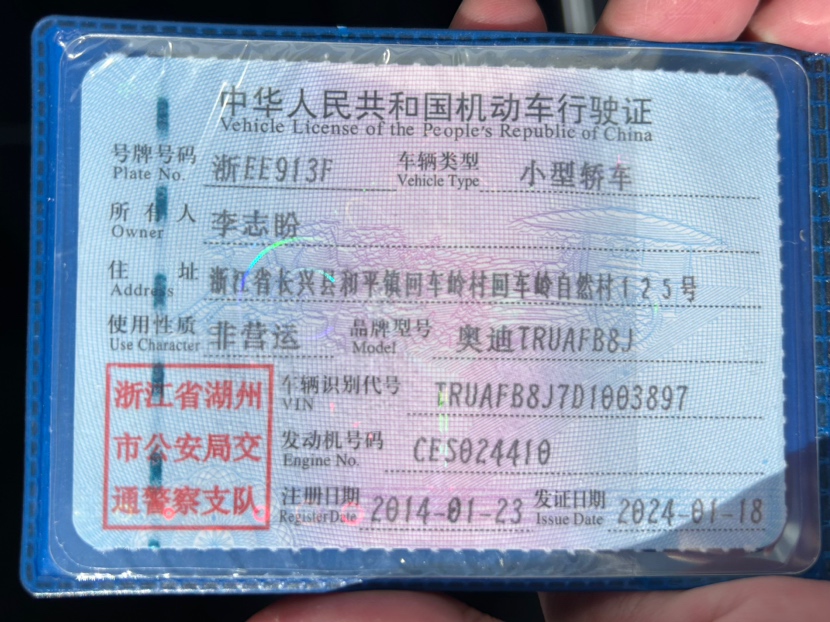 中华人民共和国机动车行驶证
Vehicle License of the People's Republic of China
号牌号码 浙EE913F 车辆类型 小型轿车
Plate No. Vehicle Type
所有人 李志盼
Owner
住址 浙江省长兴县和平镇回车岭村回车岭自然村125号
Address
使用性质 非营运 品牌型号 奥迪TRUAFB8J
Use Character Model
浙江省湖州 车辆识别代号 TRUAFB8J7D1003897
VIN
市公安局交 发动机号码 CES024410
Engine No.
通警察支队 注册日期 2014-01-23 发证日期 2024-01-18
Register Date Issue Date